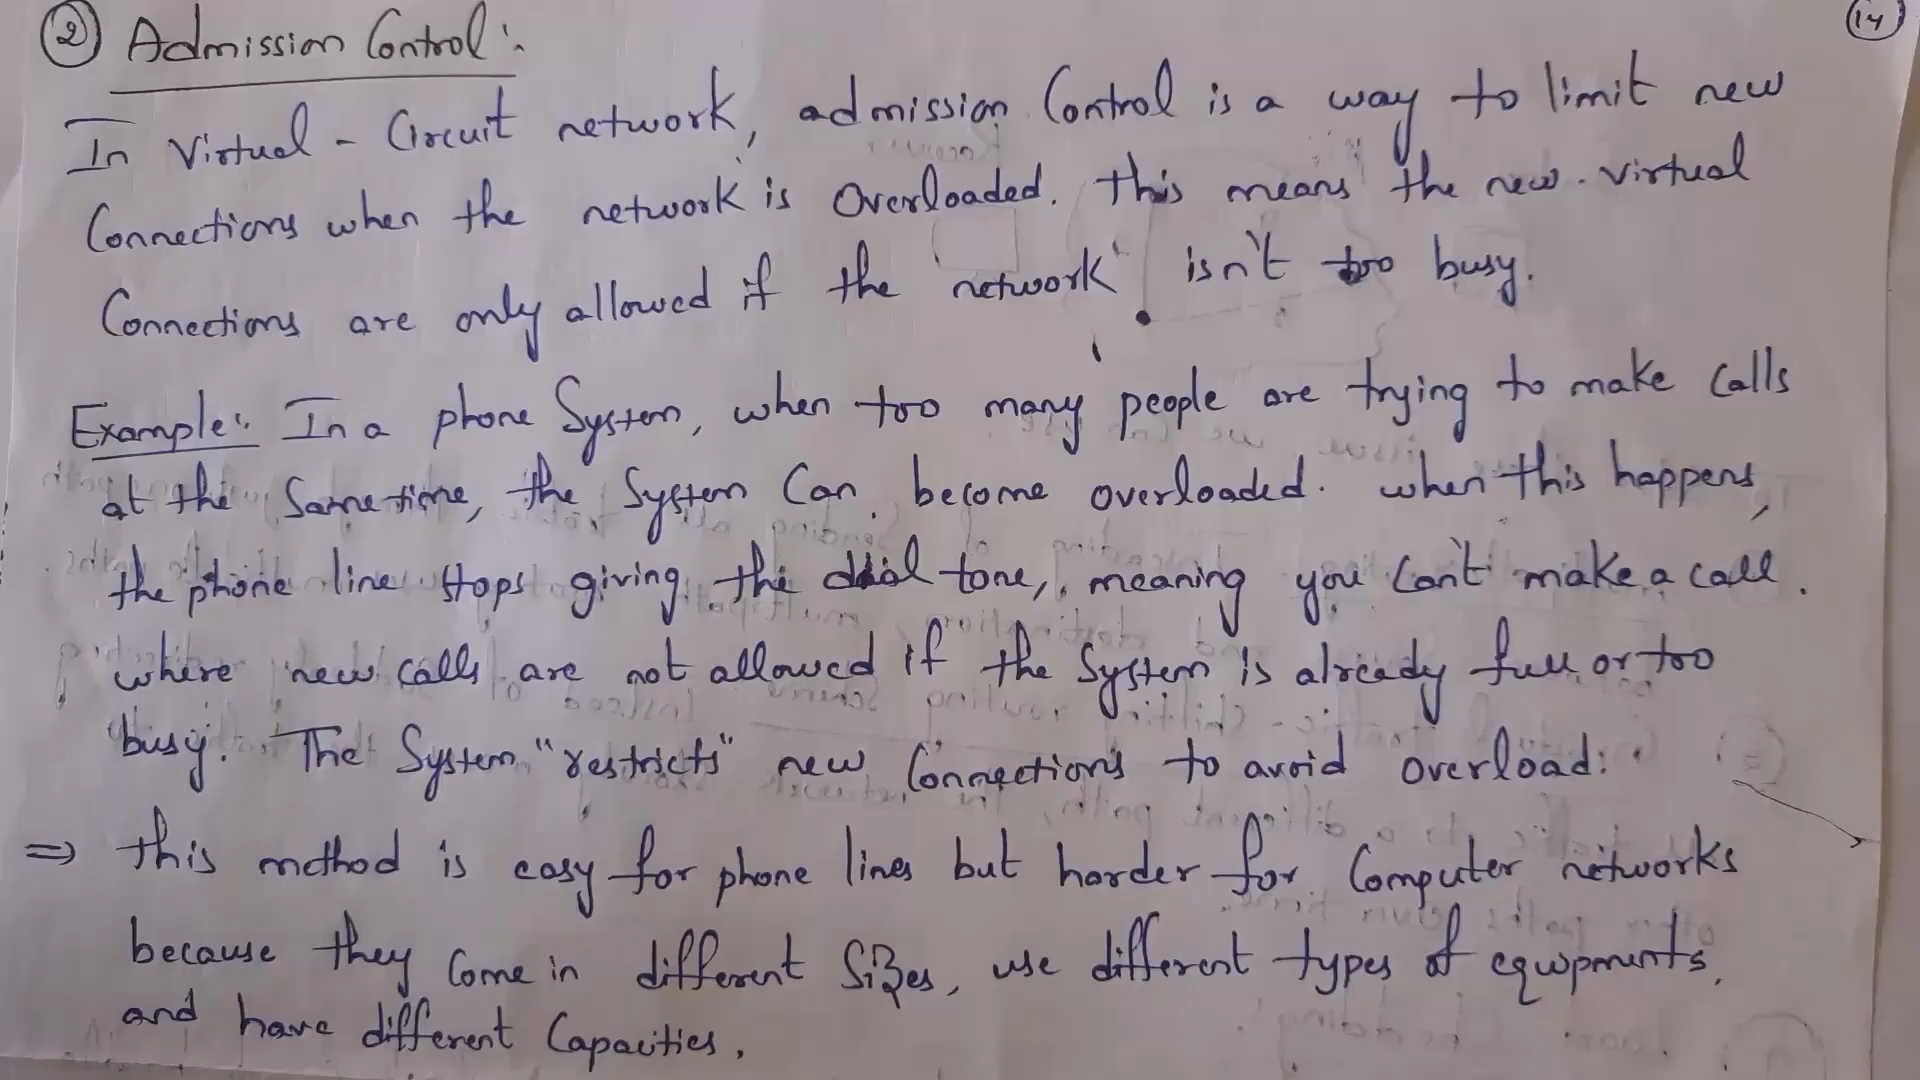 ② Admission Control:
14
In Virtual - Circuit network, admission Control is a way to limit new
Connections when the network is Overloaded. This means the new virtual
Connections are only allowed if the network isn't too busy.
Example: In a phone System, when too many people are trying to make calls
at the Same time, the System Can become overloaded. when this happens,
the phone line stops giving the dial tone, meaning you Can't make a call.
where new calls are not allowed if the System is already full or too
busy. The System "restricts" new Connections to avoid overload.
⇒ this method is easy for phone lines but harder for Computer networks
because they Come in different Sizes, use different types of equipments,
and have different Capacities.